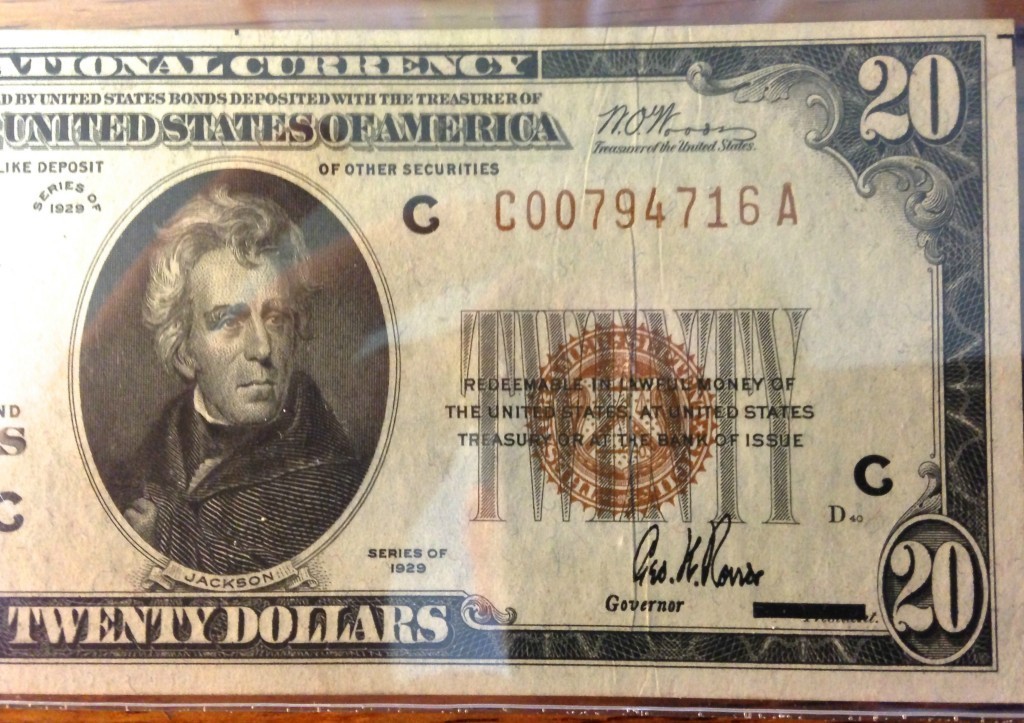 ATIONAL CURRENCY
20
D BY UNITED STATES BONDS DEPOSITED WITH THE TREASURER OF
UNITED STATES OF AMERICA
W.O. Woods
Treasurer of the United States.
LIKE DEPOSIT
OF OTHER SECURITIES
SERIES OF
1929
C
C00794716A
TWENTY
REDEEMABLE IN LAWFUL MONEY OF
THE UNITED STATES, AT UNITED STATES
TREASURY OR AT THE BANK OF ISSUE
ND
S
C
C
D 40
JACKSON
SERIES OF
1929
Governor
20
TWENTY DOLLARS